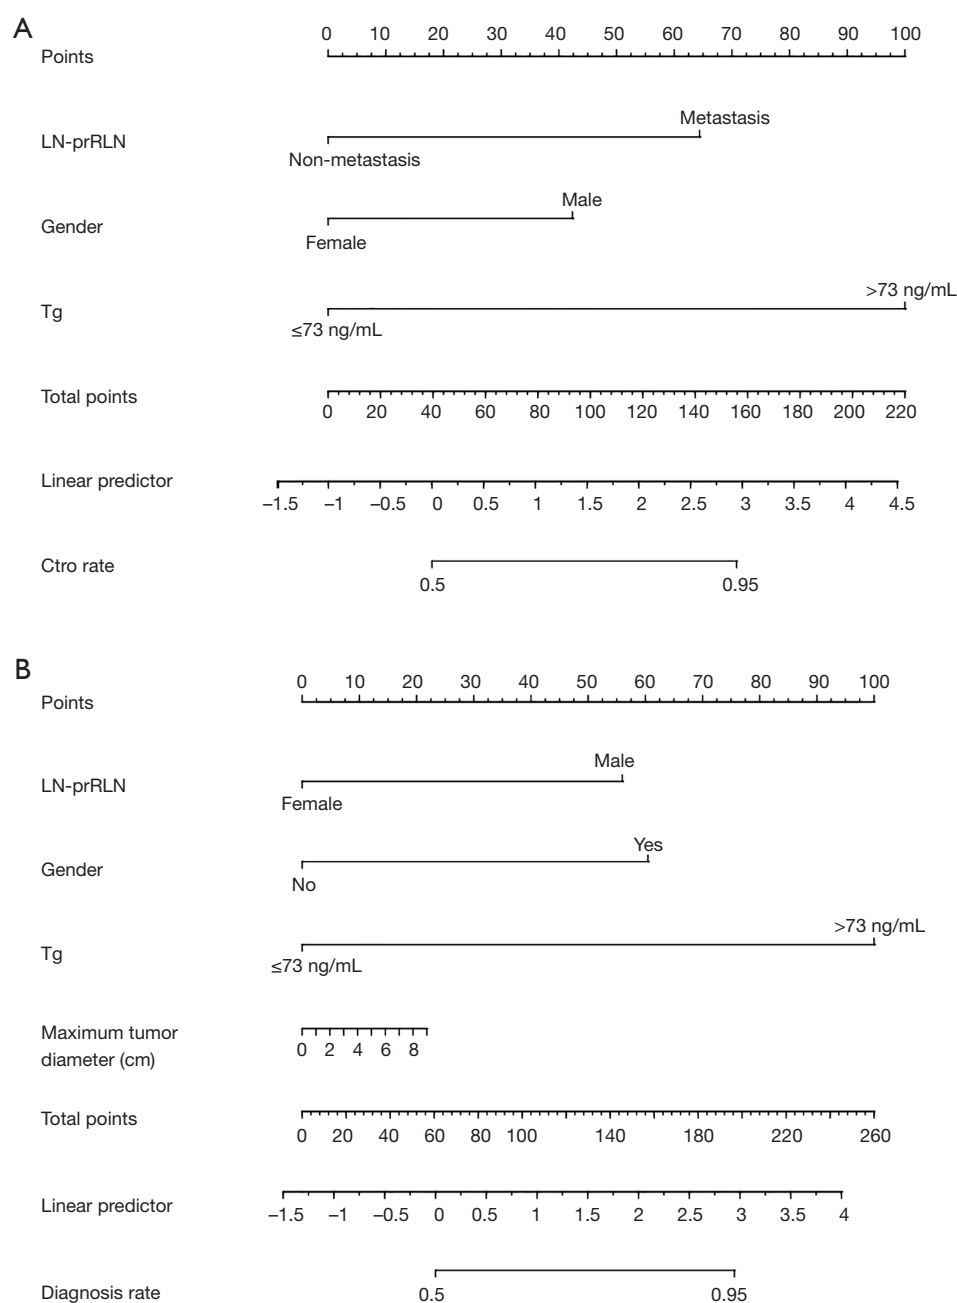 A
0 10 20 30 40 50 60 70 80 90 100
Points
Metastasis
LN-prRLN
Non-metastasis
Male
Gender
Female
>73 ng/mL
Tg
≤73 ng/mL
Total points
0 20 40 60 80 100 120 140 160 180 200 220
Linear predictor
−1.5 −1 −0.5 0 0.5 1 1.5 2 2.5 3 3.5 4 4.5
Ctro rate
0.5 0.95
B
0 10 20 30 40 50 60 70 80 90 100
Points
Male
LN-prRLN
Female
Yes
Gender
No
>73 ng/mL
Tg
≤73 ng/mL
Maximum tumor
0 2 4 6 8
diameter (cm)
Total points
0 20 40 60 80 100 140 180 220 260
Linear predictor
−1.5 −1 −0.5 0 0.5 1 1.5 2 2.5 3 3.5 4
Diagnosis rate
0.5 0.95